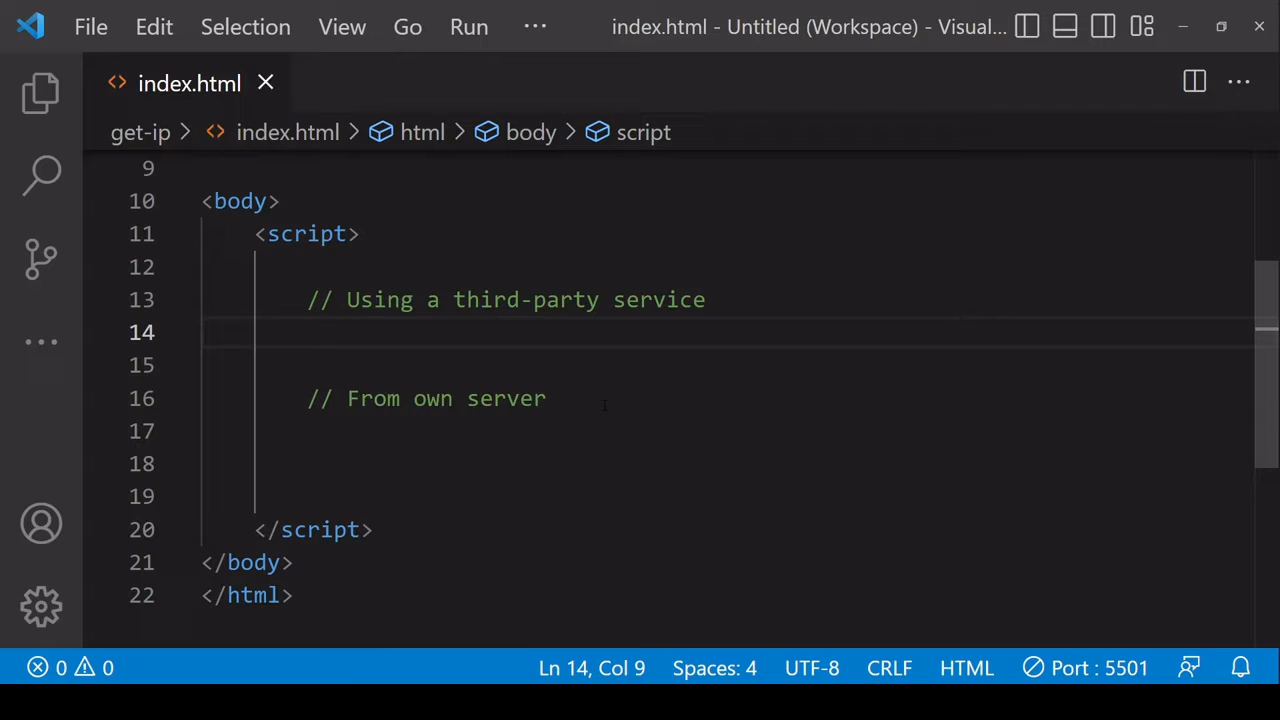 File Edit Selection View Go Run ··· index.html - Untitled (Workspace) - Visual...
index.html
get-ip > index.html > html > body > script
9
10 <body>
11 <script>
12
13 // Using a third-party service
14
15
16 // From own server
17
18
19
20 </script>
21 </body>
22 </html>
0 0 Ln 14, Col 9 Spaces: 4 UTF-8 CRLF HTML Port : 5501